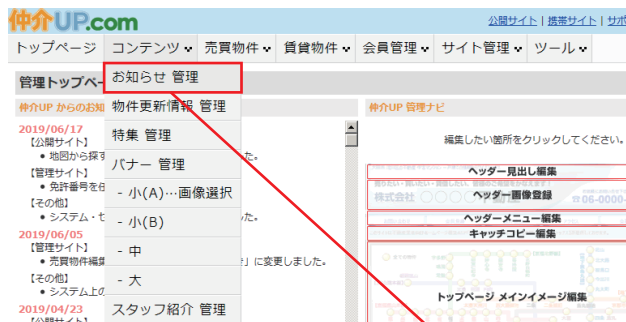 仲介UP.com
公開サイト | 携帯サイト | サポ
トップページ コンテンツ 売買物件 賃貸物件 会員管理 サイト管理 ツール
管理トップペー
お知らせ 管理
物件更新情報 管理
特集 管理
バナー 管理
- 小(A)…画像選択
- 小(B)
- 中
- 大
スタッフ紹介 管理
仲介UP からのお知
2019/06/17
【公開サイト】
• 地図から探す
た。
【管理サイト】
• 免許番号を任
【その他】
• システム・セ
た。
2019/06/05
【管理サイト】
• 売買物件編集
」に変更しました。
【その他】
• システム上の
2019/04/23
【公開サイト】
仲介UP 管理ナビ
編集したい箇所をクリックしてください。
ヘッダー見出し編集
株式会社
ヘッダー画像登録
06-0000-
ヘッダーメニュー編集
キャッチコピー編集
トップページ メインイメージ編集